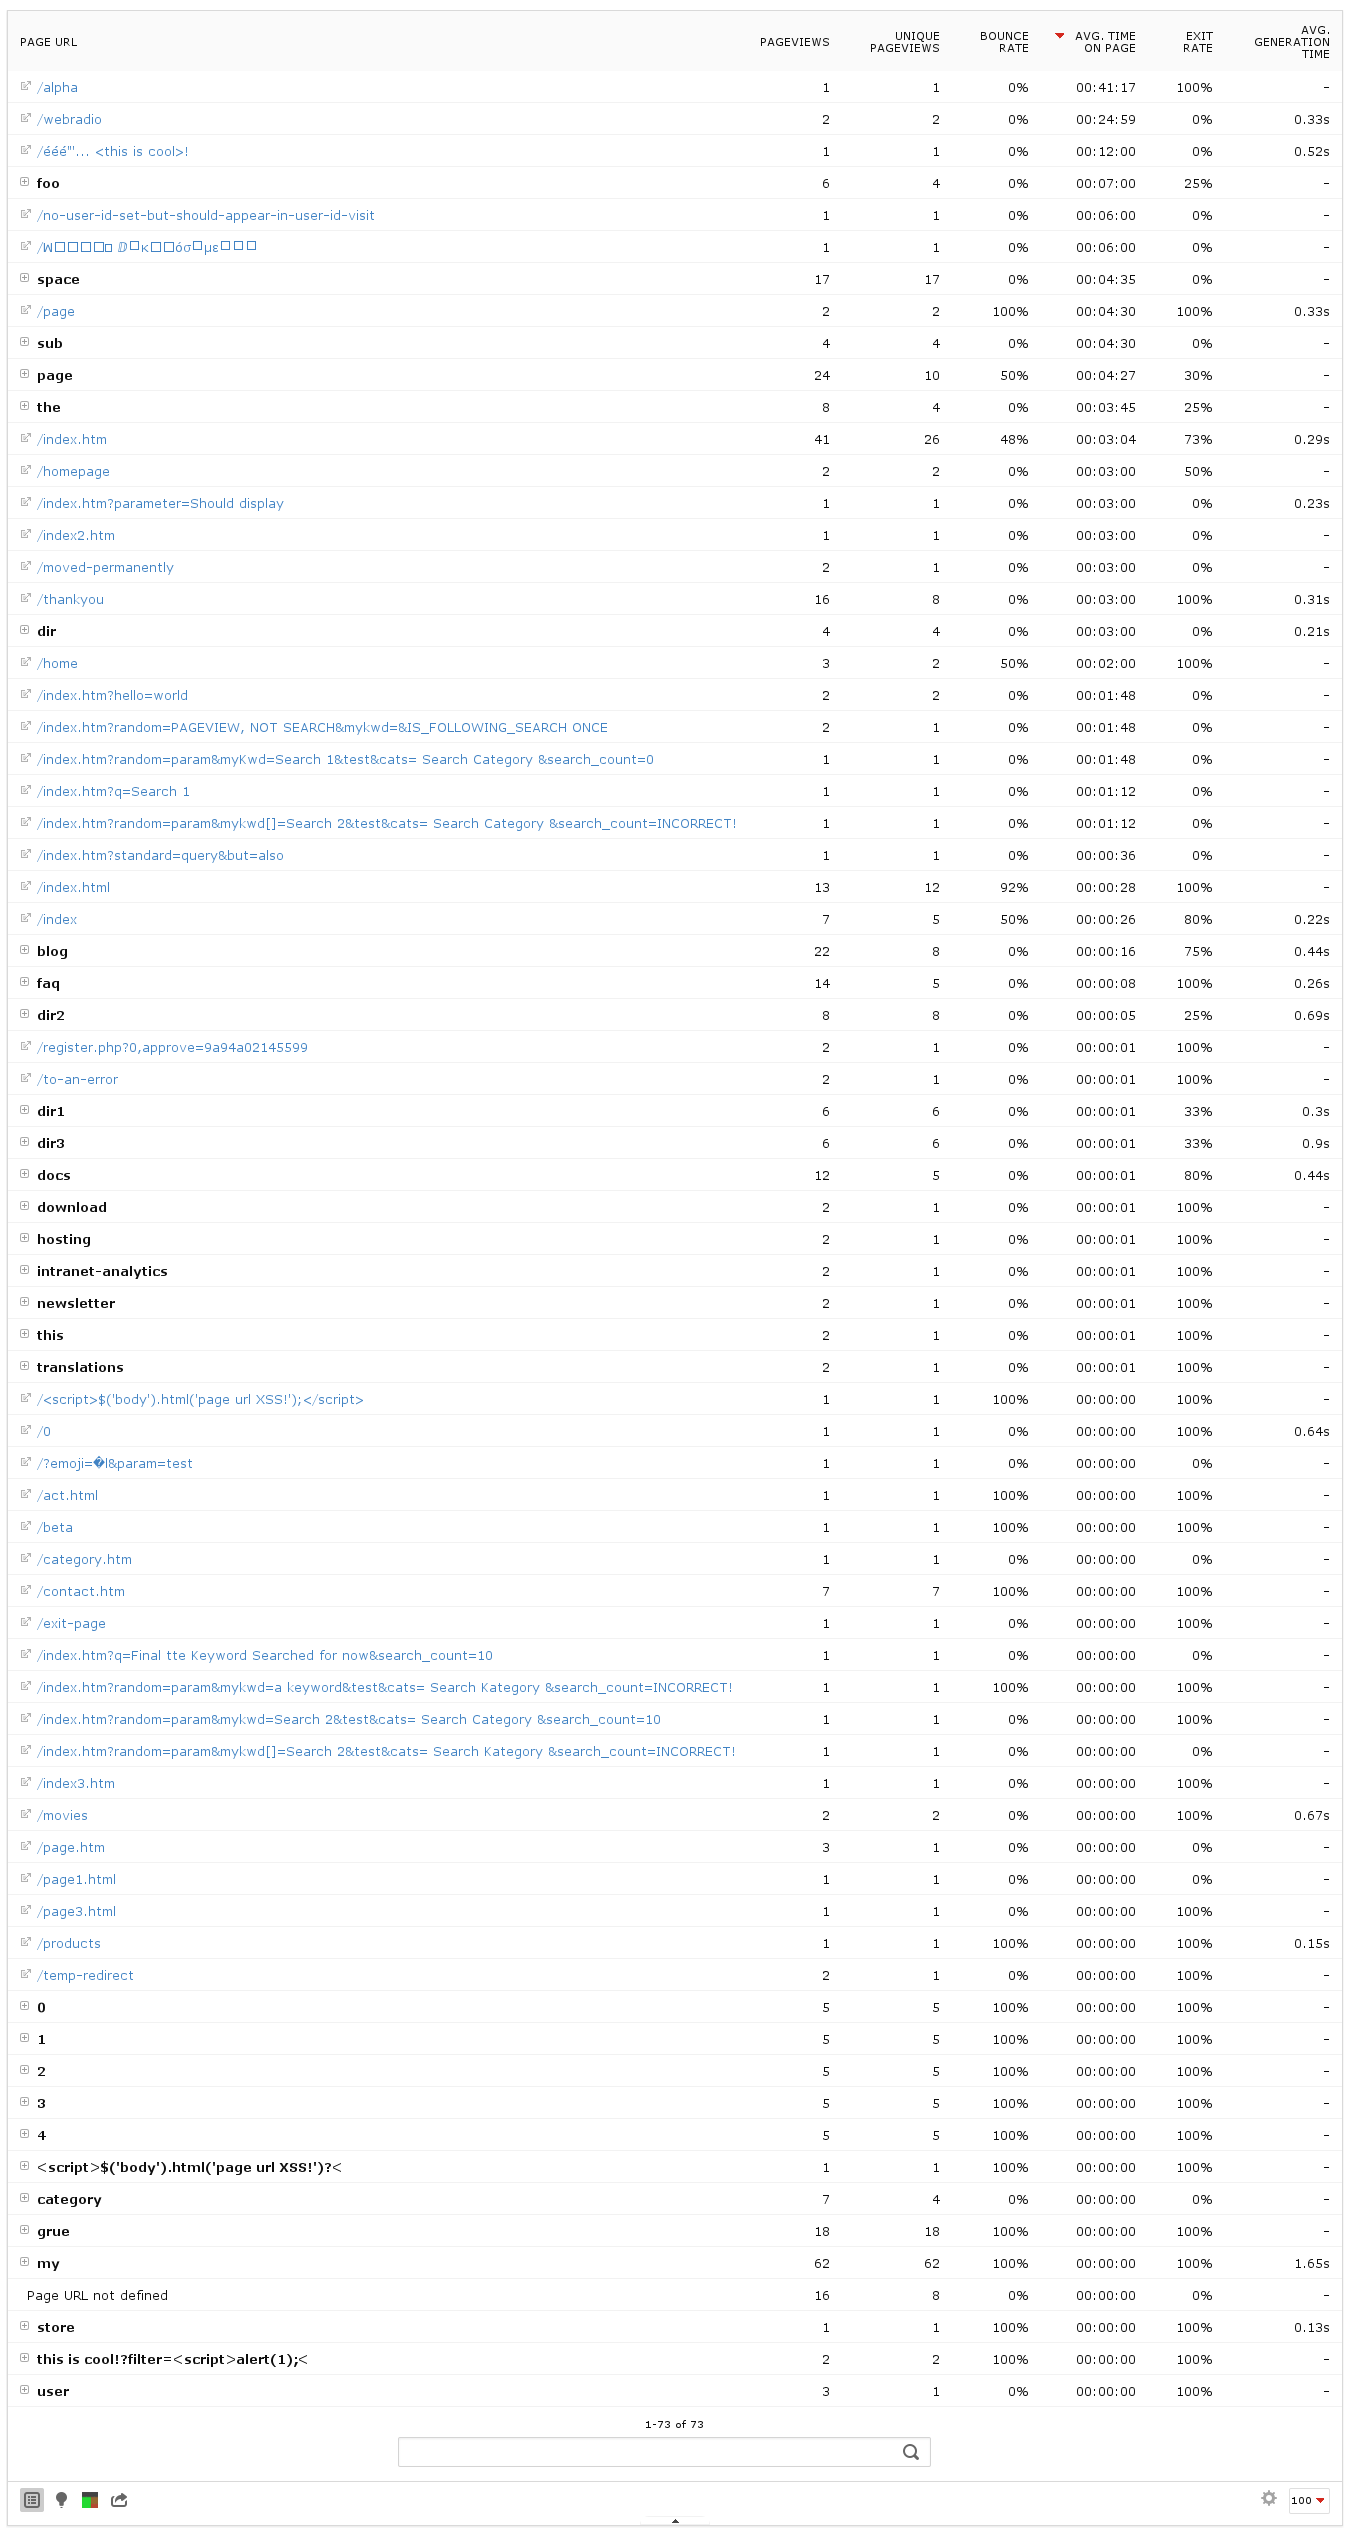 PAGE URL PAGEVIEWS UNIQUE PAGEVIEWS BOUNCE RATE AVG. TIME ON PAGE EXIT RATE AVG. GENERATION TIME
/alpha 1 1 0% 00:41:17 100% -
/webradio 2 2 0% 00:24:59 0% 0.33s
/ééé"'... <this is cool>! 1 1 0% 00:12:00 0% 0.52s
foo 6 4 0% 00:07:00 25% -
/no-user-id-set-but-should-appear-in-user-id-visit 1 1 0% 00:06:00 0% -
1 1 0% 00:06:00 0% -
space 17 17 0% 00:04:35 0% -
/page 2 2 100% 00:04:30 100% 0.33s
sub 4 4 0% 00:04:30 0% -
page 24 10 50% 00:04:27 30% -
the 8 4 0% 00:03:45 25% -
/index.htm 41 26 48% 00:03:04 73% 0.29s
/homepage 2 2 0% 00:03:00 50% -
/index.htm?parameter=Should display 1 1 0% 00:03:00 0% 0.23s
/index2.htm 1 1 0% 00:03:00 0% -
/moved-permanently 2 1 0% 00:03:00 0% -
/thankyou 16 8 0% 00:03:00 100% 0.31s
dir 4 4 0% 00:03:00 0% 0.21s
/home 3 2 50% 00:02:00 100% -
/index.htm?hello=world 2 2 0% 00:01:48 0% -
/index.htm?random=PAGEVIEW, NOT SEARCH&mykwd=&IS_FOLLOWING_SEARCH ONCE 2 1 0% 00:01:48 0% -
/index.htm?random=param&myKwd=Search 1&test&cats= Search Category &search_count=0 1 1 0% 00:01:48 0% -
/index.htm?q=Search 1 1 1 0% 00:01:12 0% -
/index.htm?random=param&mykwd[]=Search 2&test&cats= Search Category &search_count=INCORRECT! 1 1 0% 00:01:12 0% -
/index.htm?standard=query&but=also 1 1 0% 00:00:36 0% -
/index.html 13 12 92% 00:00:28 100% -
/index 7 5 50% 00:00:26 80% 0.22s
blog 22 8 0% 00:00:16 75% 0.44s
faq 14 5 0% 00:00:08 100% 0.26s
dir2 8 8 0% 00:00:05 25% 0.69s
/register.php?0,approve=9a94a02145599 2 1 0% 00:00:01 100% -
/to-an-error 2 1 0% 00:00:01 100% -
dir1 6 6 0% 00:00:01 33% 0.3s
dir3 6 6 0% 00:00:01 33% 0.9s
docs 12 5 0% 00:00:01 80% 0.44s
download 2 1 0% 00:00:01 100% -
hosting 2 1 0% 00:00:01 100% -
intranet-analytics 2 1 0% 00:00:01 100% -
newsletter 2 1 0% 00:00:01 100% -
this 2 1 0% 00:00:01 100% -
translations 2 1 0% 00:00:01 100% -
/<script>$('body').html('page url XSS!');</script> 1 1 100% 00:00:00 100% -
/0 1 1 0% 00:00:00 100% 0.64s
/?emoji=�l&param=test 1 1 0% 00:00:00 0% -
/act.html 1 1 100% 00:00:00 100% -
/beta 1 1 100% 00:00:00 100% -
/category.htm 1 1 0% 00:00:00 0% -
/contact.htm 7 7 100% 00:00:00 100% -
/exit-page 1 1 0% 00:00:00 100% -
/index.htm?q=Final tte Keyword Searched for now&search_count=10 1 1 0% 00:00:00 0% -
/index.htm?random=param&mykwd=a keyword&test&cats= Search Kategory &search_count=INCORRECT! 1 1 100% 00:00:00 100% -
/index.htm?random=param&mykwd=Search 2&test&cats= Search Category &search_count=10 1 1 0% 00:00:00 100% -
/index.htm?random=param&mykwd[]=Search 2&test&cats= Search Kategory &search_count=INCORRECT! 1 1 0% 00:00:00 0% -
/index3.htm 1 1 0% 00:00:00 100% -
/movies 2 2 0% 00:00:00 100% 0.67s
/page.htm 3 1 0% 00:00:00 0% -
/page1.html 1 1 0% 00:00:00 0% -
/page3.html 1 1 0% 00:00:00 100% -
/products 1 1 100% 00:00:00 100% 0.15s
/temp-redirect 2 1 0% 00:00:00 100% -
0 5 5 100% 00:00:00 100% -
1 5 5 100% 00:00:00 100% -
2 5 5 100% 00:00:00 100% -
3 5 5 100% 00:00:00 100% -
4 5 5 100% 00:00:00 100% -
<script>$('body').html('page url XSS!')?< 1 1 100% 00:00:00 100% -
category 7 4 0% 00:00:00 0% -
grue 18 18 100% 00:00:00 100% -
my 62 62 100% 00:00:00 100% 1.65s
Page URL not defined 16 8 0% 00:00:00 0% -
store 1 1 100% 00:00:00 100% 0.13s
this is cool!?filter=<script>alert(1);< 2 2 100% 00:00:00 100% -
user 3 1 0% 00:00:00 100% -
1-73 of 73
100